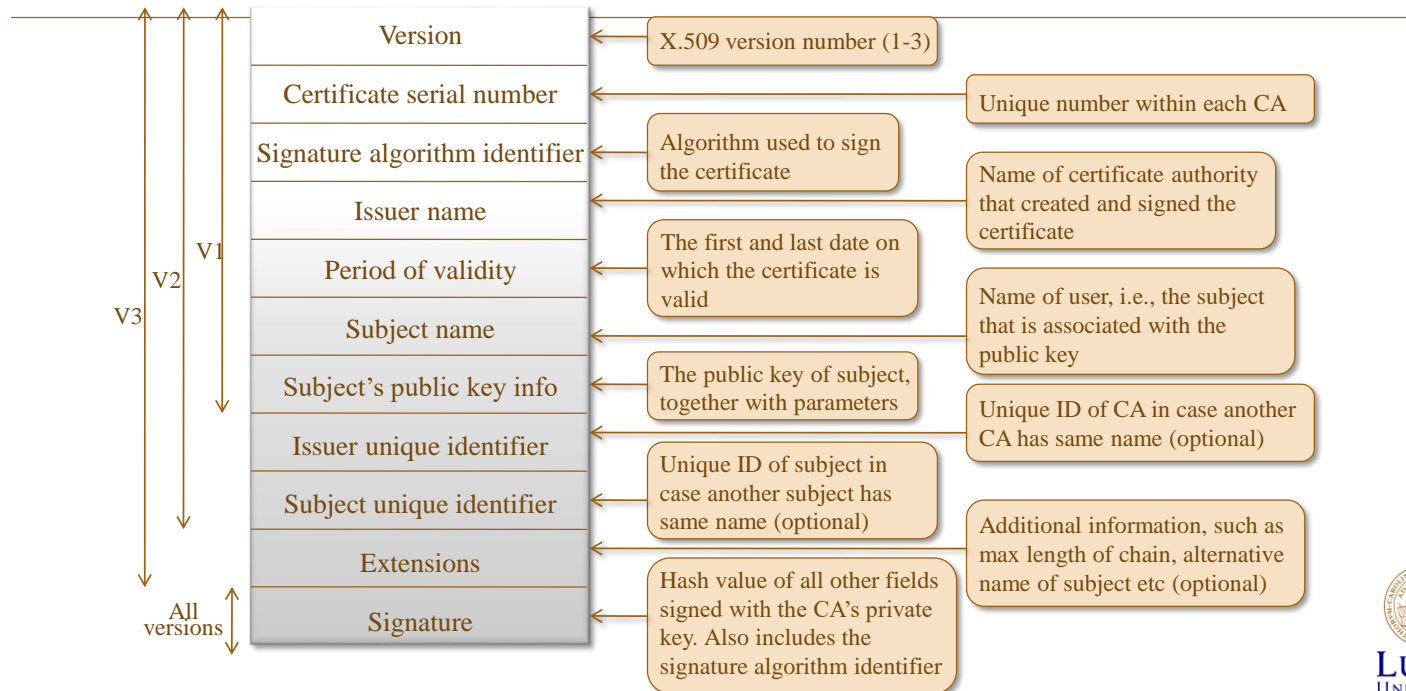 Version
X.509 version number (1-3)
Certificate serial number
Unique number within each CA
Signature algorithm identifier
Algorithm used to sign
the certificate
Issuer name
Name of certificate authority
that created and signed the
certificate
V1
V2
V3
Period of validity
The first and last date on
which the certificate is
valid
Subject name
Name of user, i.e., the subject
that is associated with the
public key
Subject’s public key info
The public key of subject,
together with parameters
Issuer unique identifier
Unique ID of CA in case another
CA has same name (optional)
Subject unique identifier
Unique ID of subject in
case another subject has
same name (optional)
Extensions
Additional information, such as
max length of chain, alternative
name of subject etc (optional)
All
versions
Signature
Hash value of all other fields
signed with the CA’s private
key. Also includes the
signature algorithm identifier